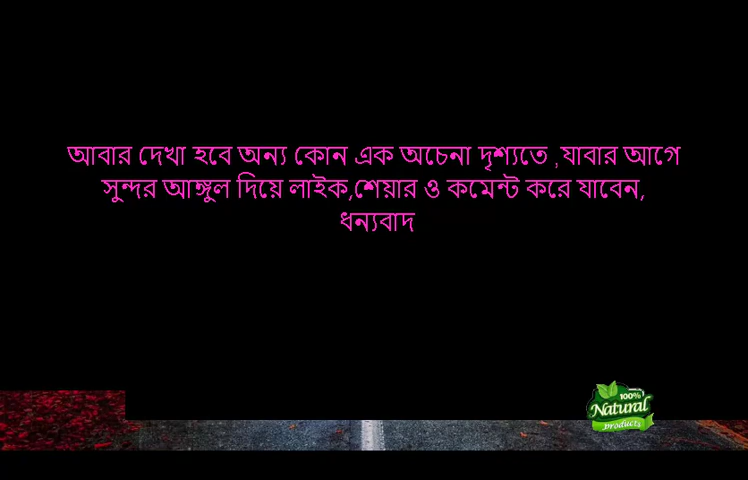 আবার দেখা হবে অন্য কোন এক অচেনা দৃশ্যতে ,যাবার আগে
সুন্দর আঙ্গুল দিয়ে লাইক,শেয়ার ও কমেন্ট করে যাবেন,
ধন্যবাদ
100%
Natural
products